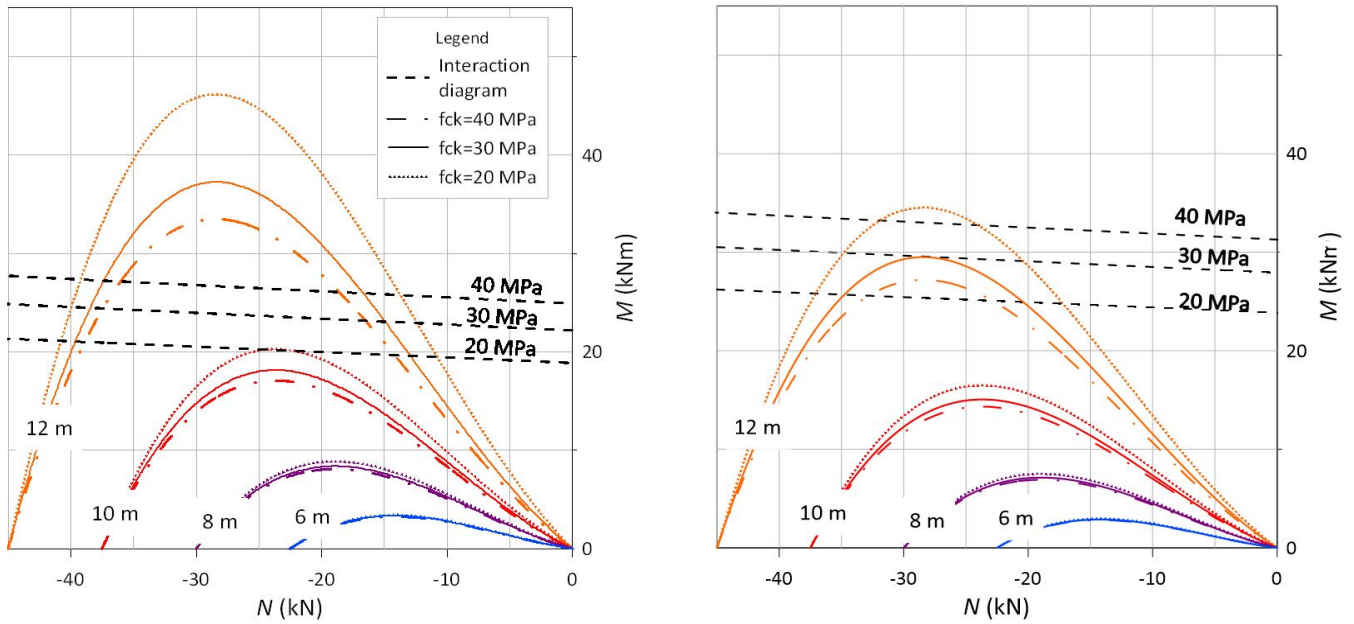 Legend
Interaction
diagram
fck=40 MPa
fck=30 MPa
fck=20 MPa
40
20
0
M (kNm)
40 MPa
30 MPa
20 MPa
12 m
10 m
8 m
6 m
-40
-30
-20
-10
0
N (kN)
40
20
0
M (kNm)
40 MPa
30 MPa
20 MPa
12 m
10 m
8 m
6 m
-40
-30
-20
-10
0
N (kN)